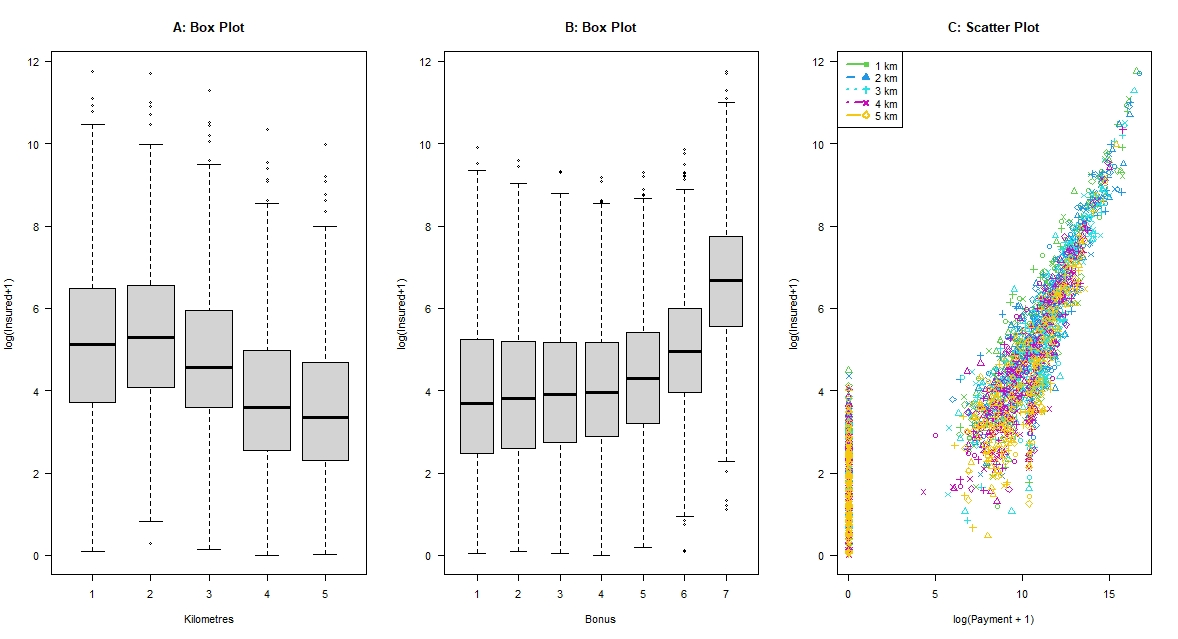 A: Box Plot
log(Insured+1)
0 2 4 6 8 10 12
1 2 3 4 5
Kilometres
B: Box Plot
log(Insured+1)
0 2 4 6 8 10 12
1 2 3 4 5 6 7
Bonus
C: Scatter Plot
log(Insured+1)
0 2 4 6 8 10 12
1 km
2 km
3 km
4 km
5 km
0 5 10 15
log(Payment + 1)